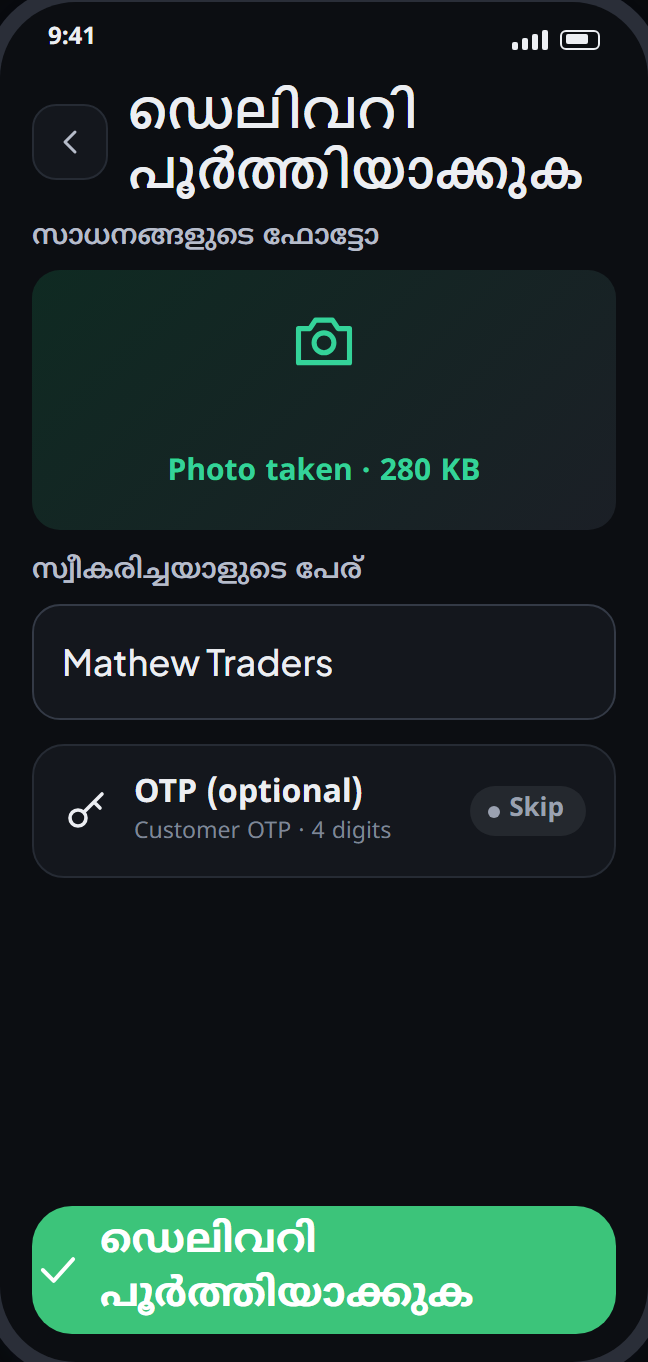 9:41
ഡെലിവറി
പൂർത്തിയാക്കുക
സാധനങ്ങളുടെ ഫോട്ടോ
Photo taken · 280 KB
സ്വീകരിച്ചയാളുടെ പേര്
Mathew Traders
OTP (optional)
Customer OTP · 4 digits
Skip
ഡെലിവറി
പൂർത്തിയാക്കുക